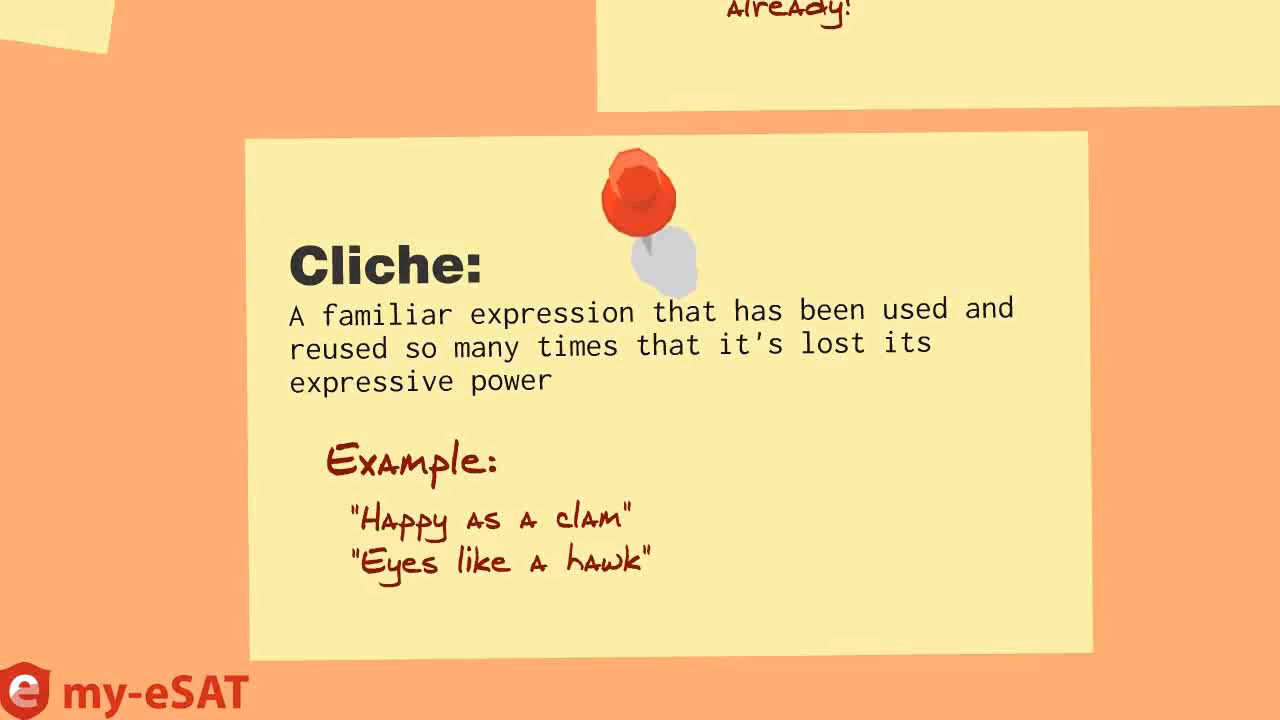 Already!
Cliche:
A familiar expression that has been used and
reused so many times that it's lost its
expressive power
Example:
"Happy as a clam"
"Eyes like a hawk"
e my-eSAT